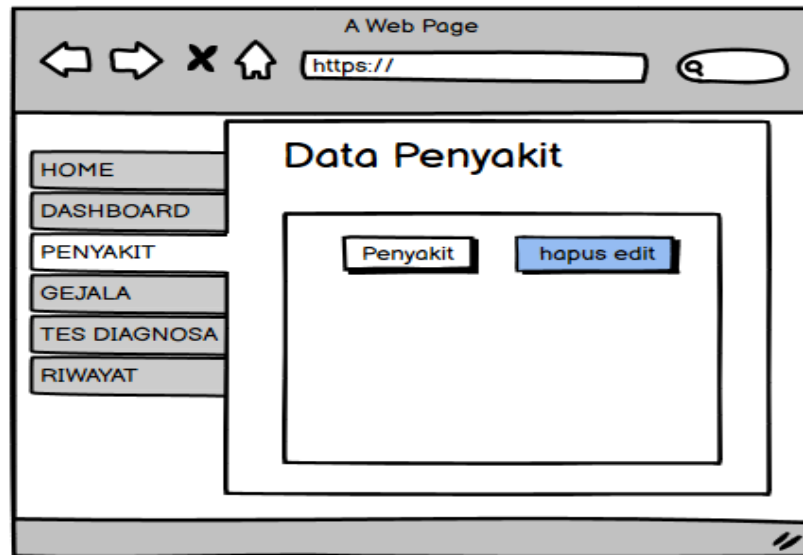 A Web Page
https://
HOME
DASHBOARD
PENYAKIT
GEJALA
TES DIAGNOSA
RIWAYAT
Data Penyakit
Penyakit
hapus edit